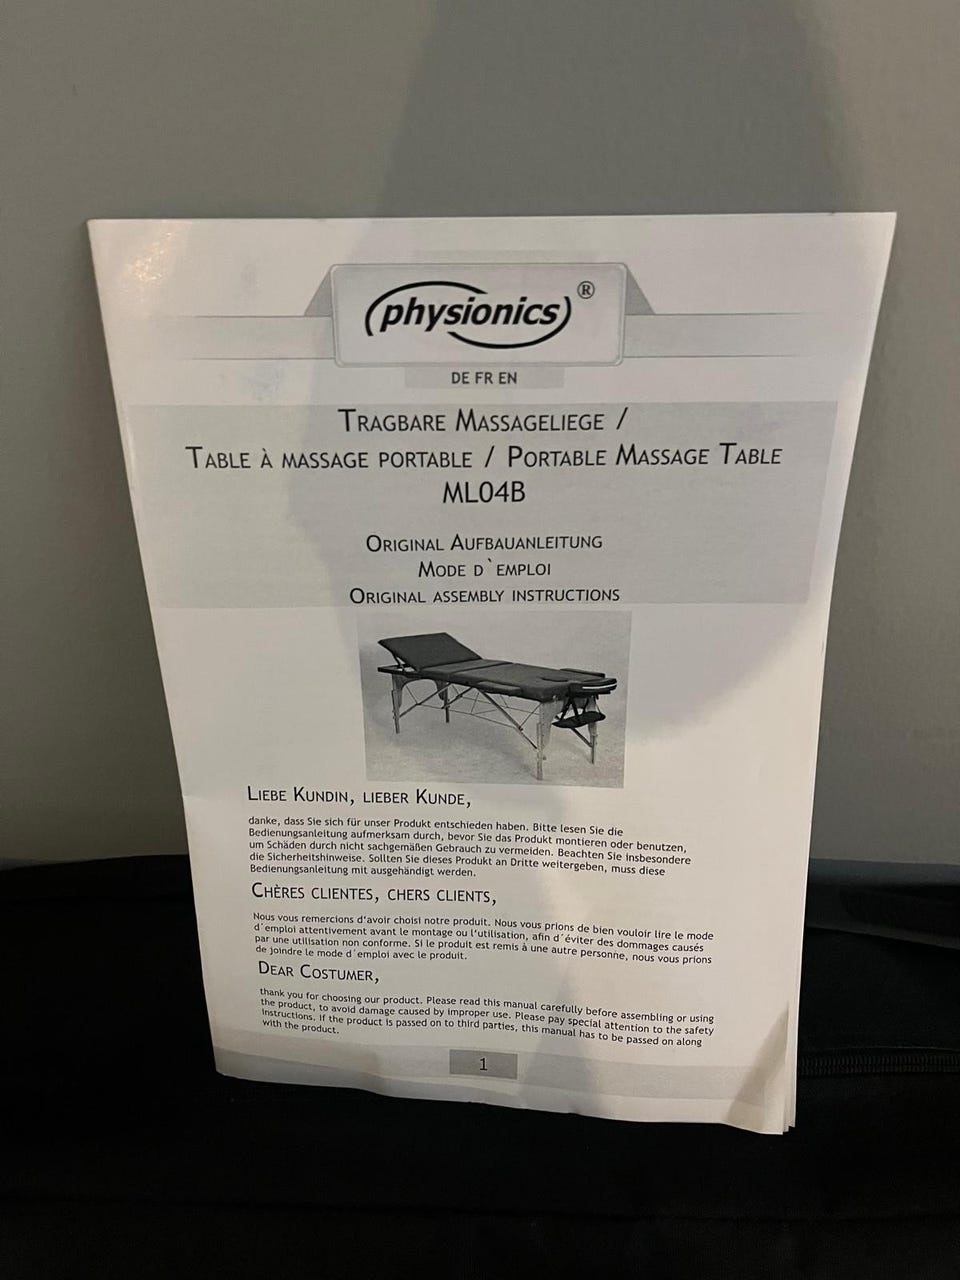 physionics®
DE FR EN
TRAGBARE MASSAGELIEGE /
TABLE À MASSAGE PORTABLE / PORTABLE MASSAGE TABLE
ML04B
ORIGINAL AUFBAUANLEITUNG
MODE D`EMPLOI
ORIGINAL ASSEMBLY INSTRUCTIONS
LIEBE KUNDIN, LIEBER KUNDE,
danke, dass Sie sich für unser Produkt entschieden haben. Bitte lesen Sie die
Bedienungsanleitung aufmerksam durch, bevor Sie das Produkt montieren oder benutzen,
um Schäden durch nicht sachgemäßen Gebrauch zu vermeiden. Beachten Sie insbesondere
die Sicherheitshinweise. Sollten Sie dieses Produkt an Dritte weitergeben, muss diese
Bedienungsanleitung mit ausgehändigt werden.
CHÈRES CLIENTES, CHERS CLIENTS,
Nous vous remercions d'avoir choisi notre produit. Nous vous prions de bien vouloir lire le mode
d´emploi attentivement avant le montage ou l'utilisation, afin d´éviter des dommages causés
par une utilisation non conforme. Si le produit est remis à une autre personne, nous vous prions
de joindre le mode d´emploi avec le produit.
DEAR COSTUMER,
thank you for choosing our product. Please read this manual carefully before assembling or using
the product, to avoid damage caused by improper use. Please pay special attention to the safety
instructions. If the product is passed on to third parties, this manual has to be passed on along
with the product.
1